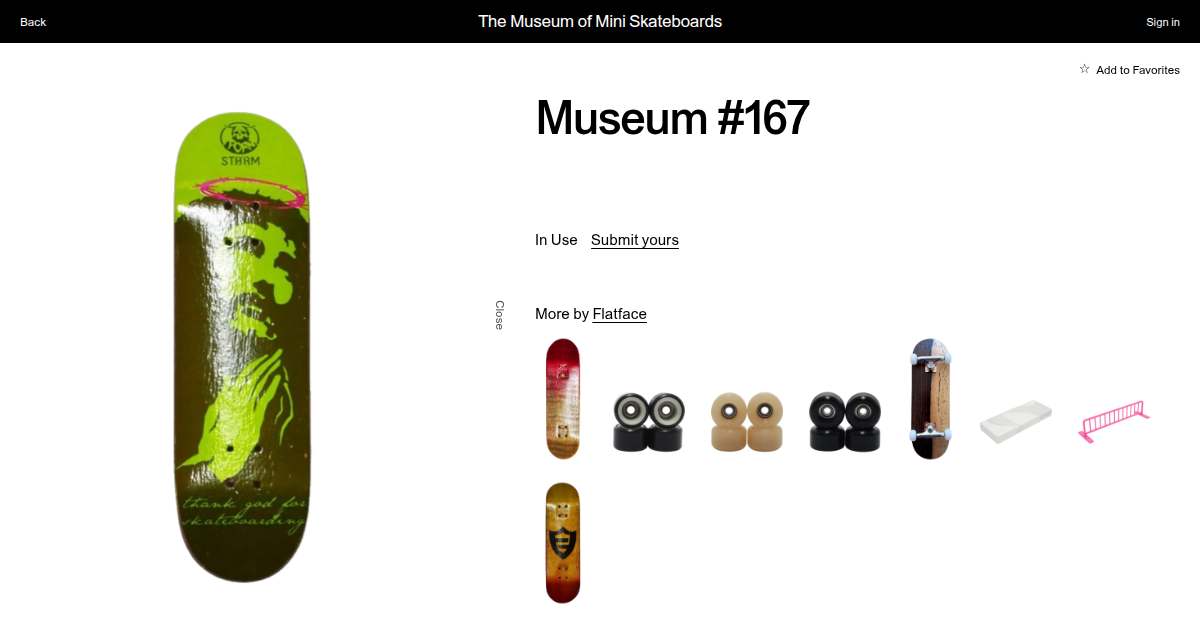 Back
The Museum of Mini Skateboards
Sign in
☆ Add to Favorites
STHRM
thank god for
skateboarding
Museum #167
In Use Submit yours
Close
More by Flatface